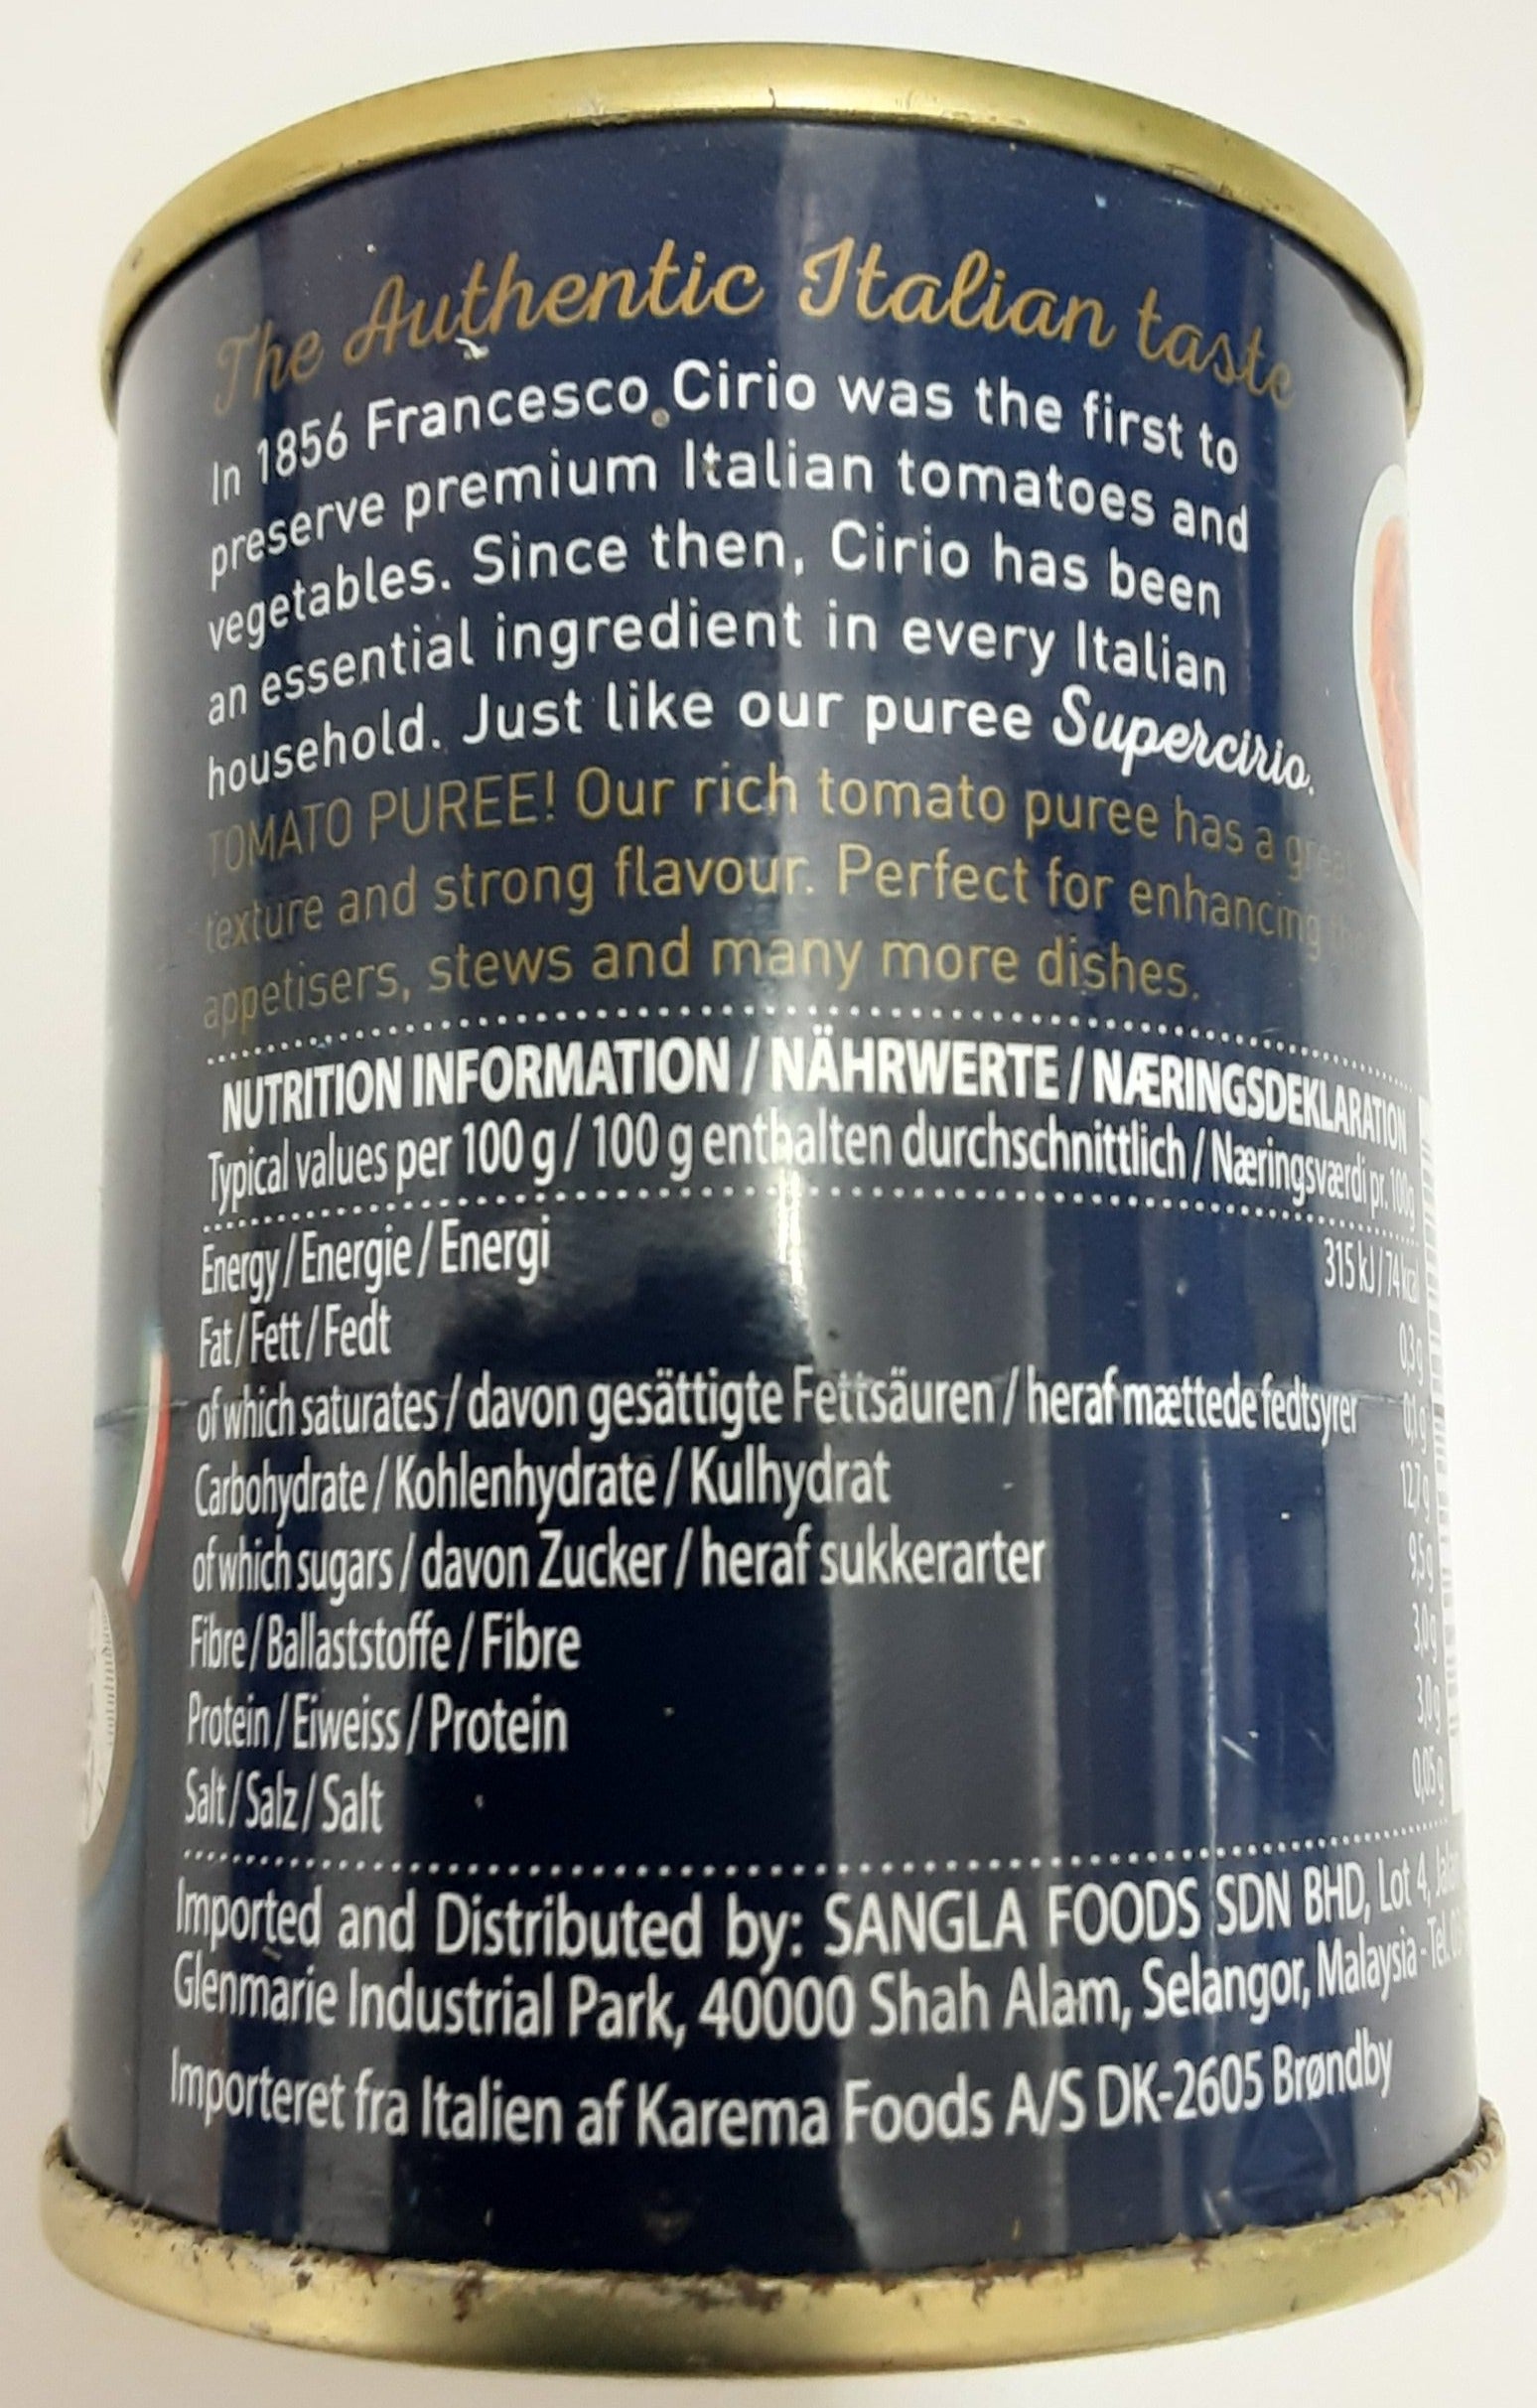 The Authentic Italian taste
In 1856 Francesco Cirio was the first to
preserve premium Italian tomatoes and
vegetables. Since then, Cirio has been
an essential ingredient in every Italian
household. Just like our puree Supercirio.
TOMATO PUREE! Our rich tomato puree has a great
texture and strong flavour. Perfect for enhancing
appetisers, stews and many more dishes.
NUTRITION INFORMATION / NÄHRWERTE / NÆRINGSDEKLARATION
Typical values per 100 g / 100 g enthalten durchschnittlich / Næringsværdi pr. 100g
Energy / Energie / Energi 315 kJ / 74 kcal
Fat / Fett / Fedt 0,3 g
of which saturates / davon gesättigte Fettsäuren / heraf mættede fedtsyrer 0,1 g
Carbohydrate / Kohlenhydrate / Kulhydrat 12,7 g
of which sugars / davon Zucker / heraf sukkerarter 9,5 g
Fibre / Ballaststoffe / Fibre 3,0 g
Protein / Eiweiss / Protein 3,0 g
Salt / Salz / Salt 0,05 g
Imported and Distributed by: SANGLA FOODS SDN BHD, Lot 4,
Glenmarie Industrial Park, 40000 Shah Alam, Selangor, Malaysia - Tel.
Importeret fra Italien af Karema Foods A/S DK-2605 Brøndby